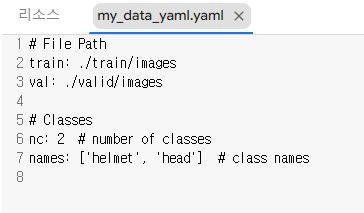 리소스
my_data_yaml.yaml ×
1 # File Path
2 train: ./train/images
3 val: ./valid/images
4
5 # Classes
6 nc: 2  # number of classes
7 names: ['helmet', 'head']  # class names
8